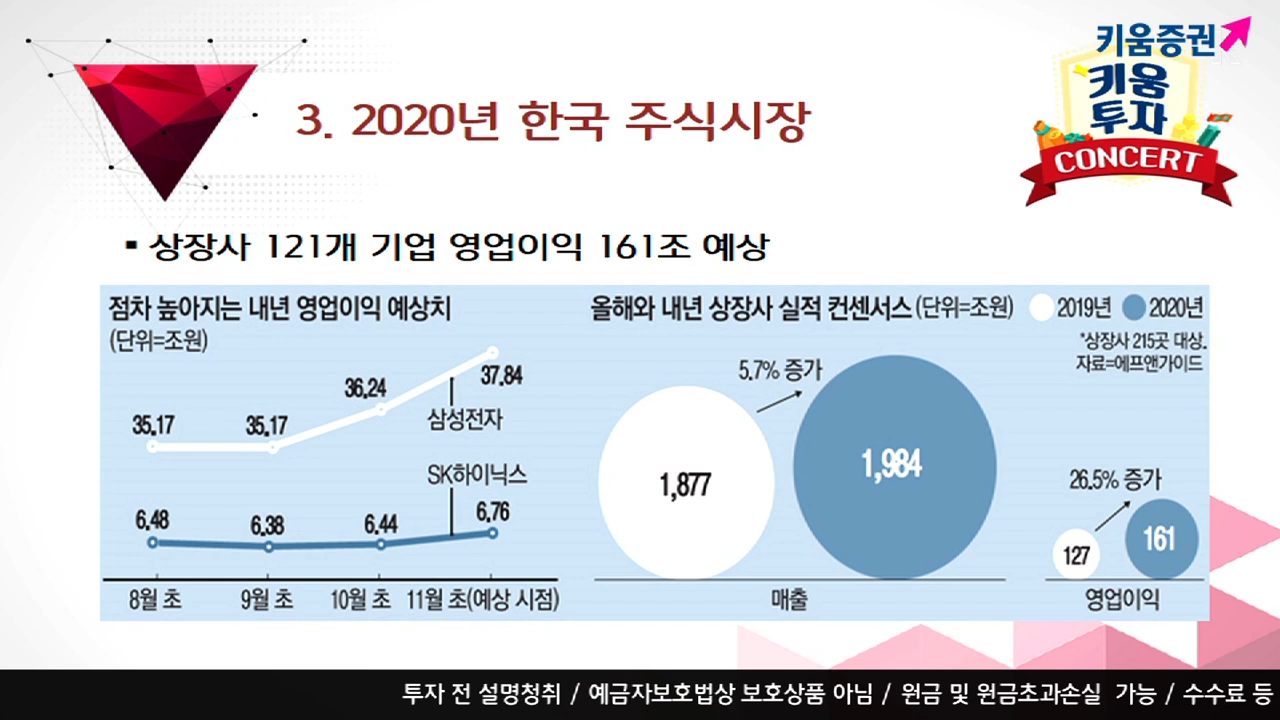 키움증권
키움
투자
CONCERT
3. 2020년 한국 주식시장
▪ 상장사 121개 기업 영업이익 161조 예상
점차 높아지는 내년 영업이익 예상치
(단위=조원)
35.17
35.17
36.24
37.84
삼성전자
SK하이닉스
6.48
6.38
6.44
6.76
8월 초
9월 초
10월 초
11월 초(예상 시점)
올해와 내년 상장사 실적 컨센서스 (단위=조원)
2019년
2020년
*상장사 215곳 대상.
자료=에프앤가이드
5.7% 증가
1,877
1,984
매출
26.5% 증가
127
161
영업이익
투자 전 설명청취 / 예금자보호법상 보호상품 아님 / 원금 및 원금초과손실 가능 / 수수료 등